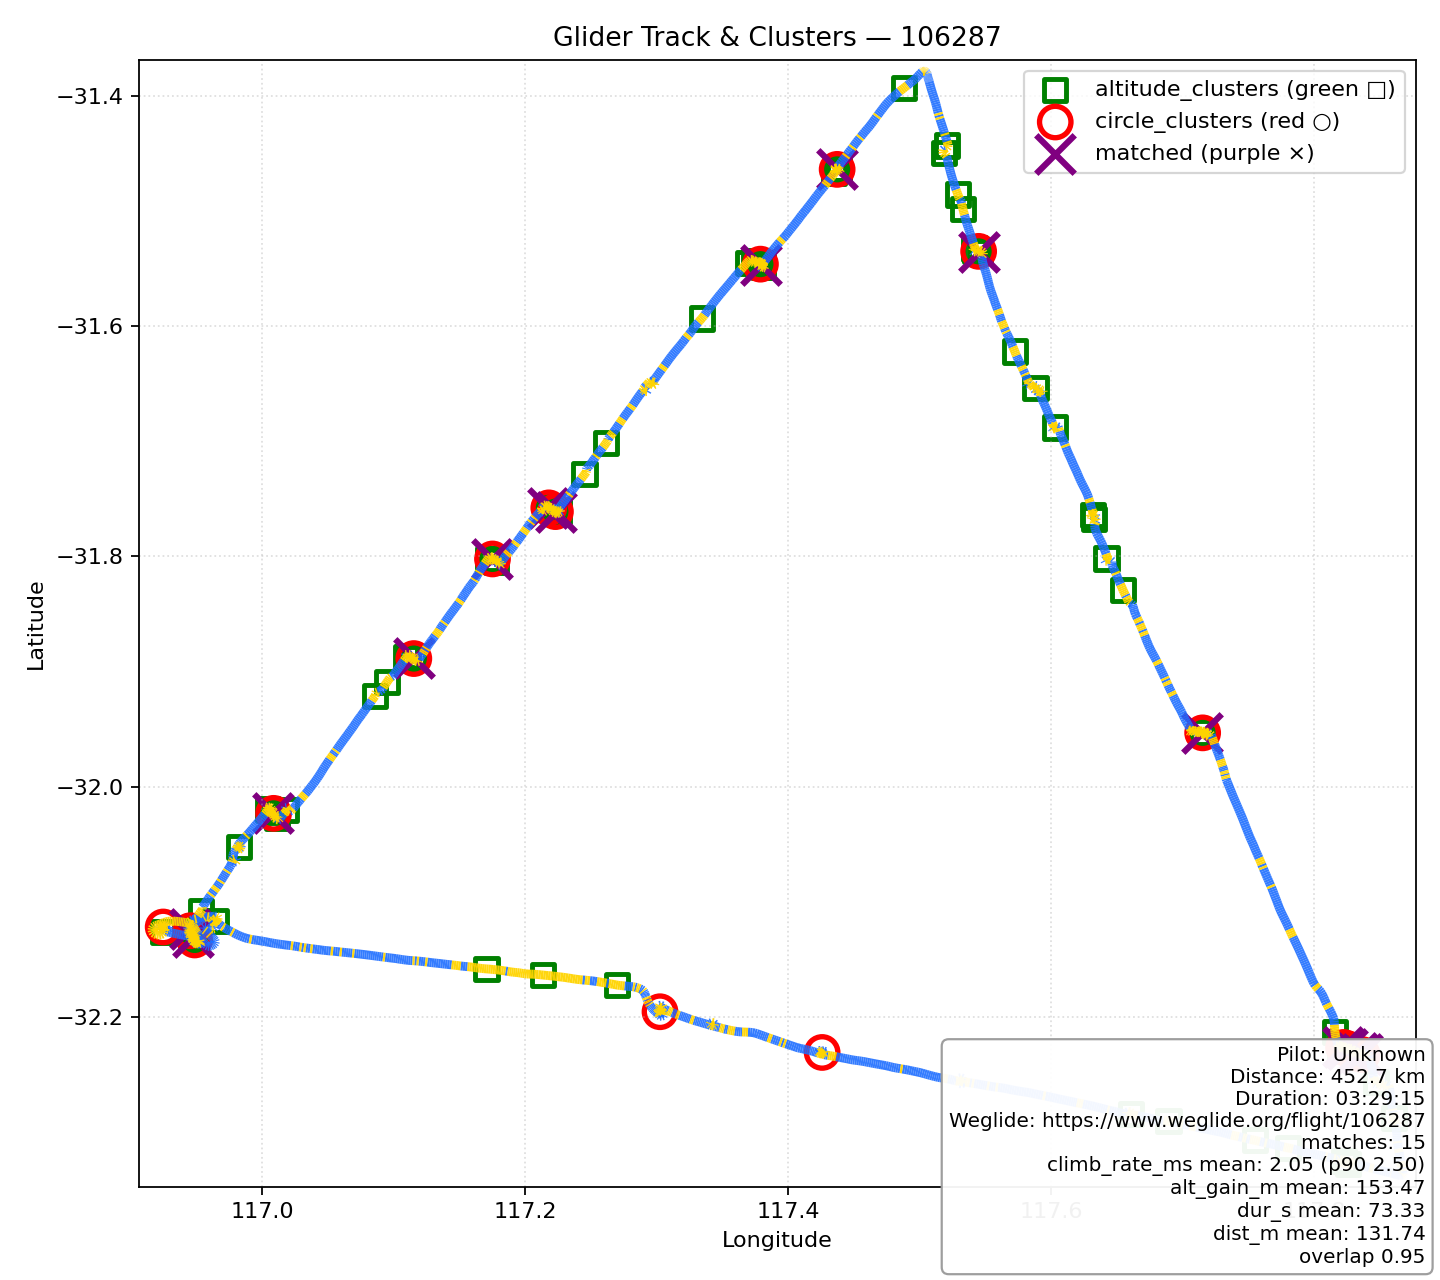 Glider Track & Clusters — 106287
altitude_clusters (green □)
circle_clusters (red ○)
matched (purple ×)
−31.4
−31.6
−31.8
−32.0
−32.2
Latitude
117.0
117.2
117.4
117.6
Longitude
Pilot: Unknown
Distance: 452.7 km
Duration: 03:29:15
Weglide: https://www.weglide.org/flight/106287
matches: 15
climb_rate_ms mean: 2.05 (p90 2.50)
alt_gain_m mean: 153.47
dur_s mean: 73.33
dist_m mean: 131.74
overlap 0.95